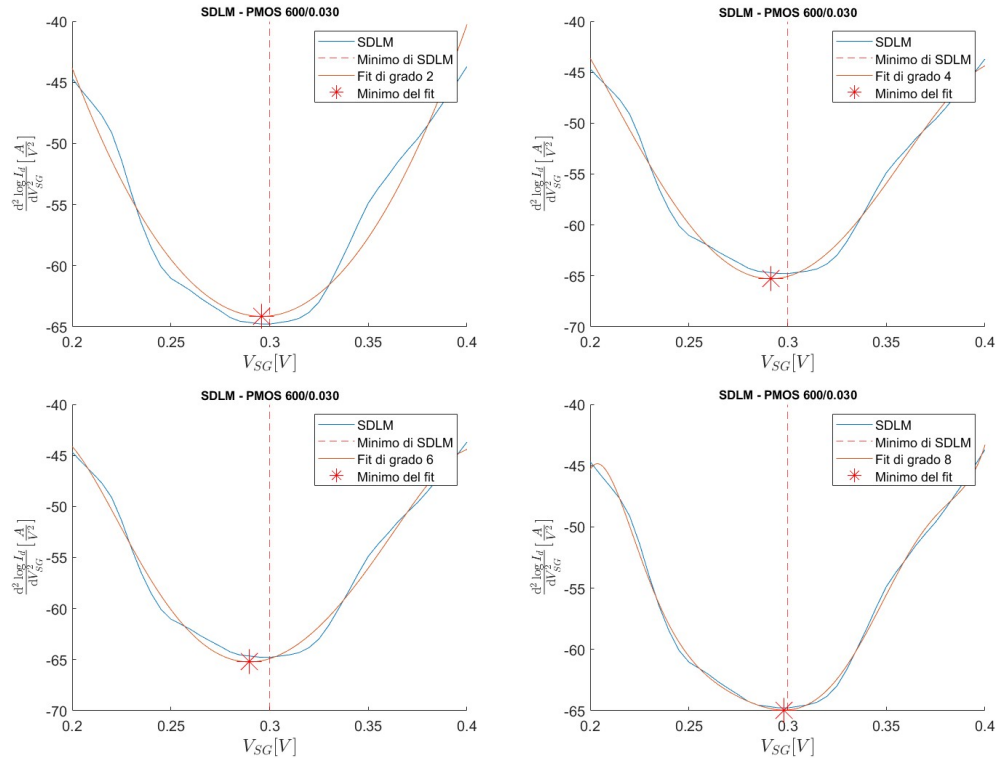 SDLM - PMOS 600/0.030
-40
-45
-50
-55
-60
-65
d² log I_d / dV²_SG [A/V²]
SDLM
Minimo di SDLM
Fit di grado 2
Minimo del fit
0.2 0.25 0.3 0.35 0.4
V_SG[V]
SDLM - PMOS 600/0.030
-40
-45
-50
-55
-60
-65
-70
d² log I_d / dV²_SG [A/V²]
SDLM
Minimo di SDLM
Fit di grado 4
Minimo del fit
0.2 0.25 0.3 0.35 0.4
V_SG[V]
SDLM - PMOS 600/0.030
-40
-45
-50
-55
-60
-65
-70
d² log I_d / dV²_SG [A/V²]
SDLM
Minimo di SDLM
Fit di grado 6
Minimo del fit
0.2 0.25 0.3 0.35 0.4
V_SG[V]
SDLM - PMOS 600/0.030
-40
-45
-50
-55
-60
-65
d² log I_d / dV²_SG [A/V²]
SDLM
Minimo di SDLM
Fit di grado 8
Minimo del fit
0.2 0.25 0.3 0.35 0.4
V_SG[V]